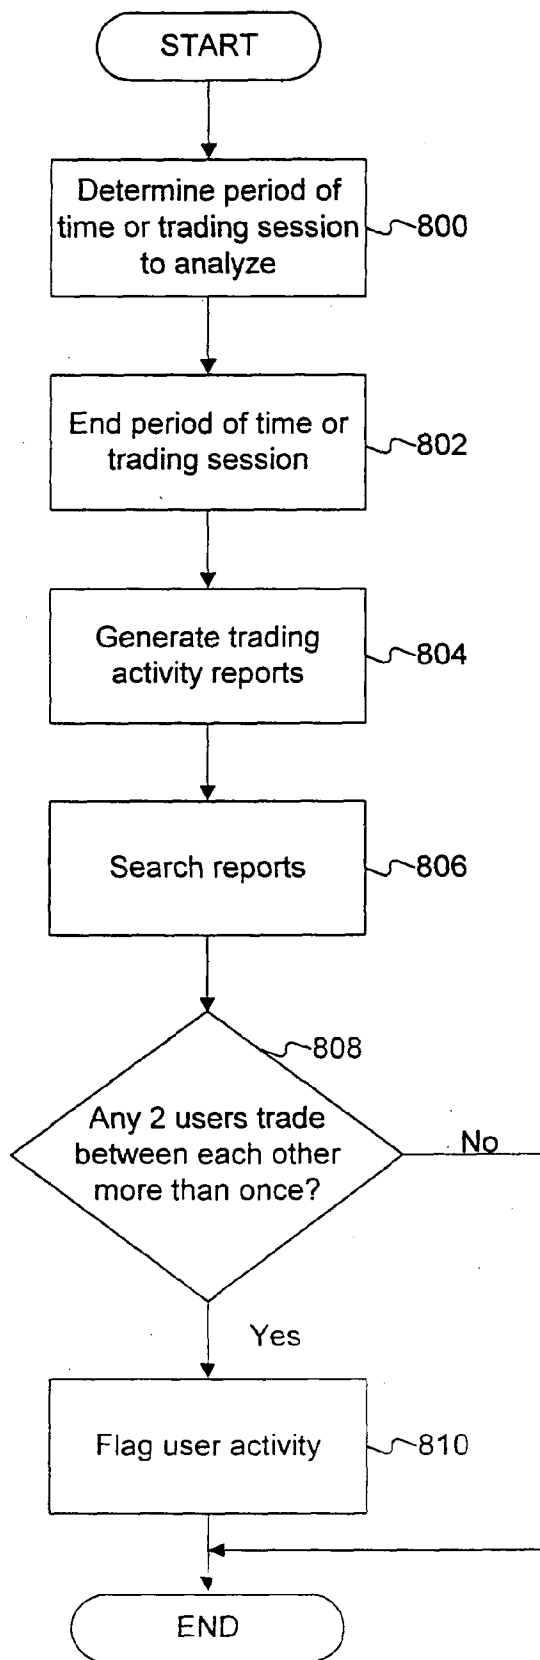 START
Determine period of
time or trading session
to analyze
800
End period of time or
trading session
802
Generate trading
activity reports
804
Search reports
806
808
Any 2 users trade
between each other
more than once?
No
Yes
Flag user activity
810
END